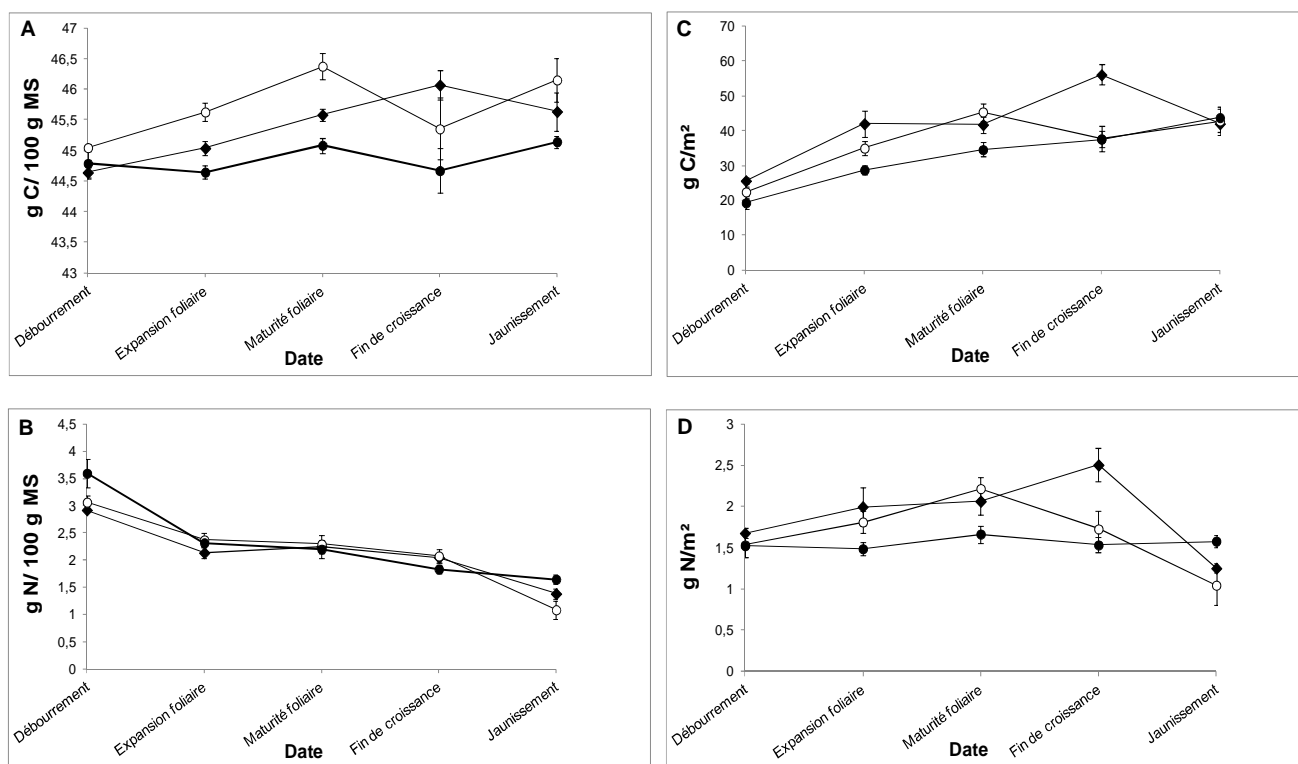 A
g C/ 100 g MS
47
46,5
46
45,5
45
44,5
44
43,5
43
Débourrement
Expansion foliaire
Maturité foliaire
Fin de croissance
Jaunissement
Date
C
g C/m²
70
60
50
40
30
20
10
0
Débourrement
Expansion foliaire
Maturité foliaire
Fin de croissance
Jaunissement
Date
B
g N/ 100 g MS
4,5
4
3,5
3
2,5
2
1,5
1
0,5
0
Débourrement
Expansion foliaire
Maturité foliaire
Fin de croissance
Jaunissement
Date
D
g N/m²
3
2,5
2
1,5
1
0,5
0
Débourrement
Expansion foliaire
Maturité foliaire
Fin de croissance
Jaunissement
Date